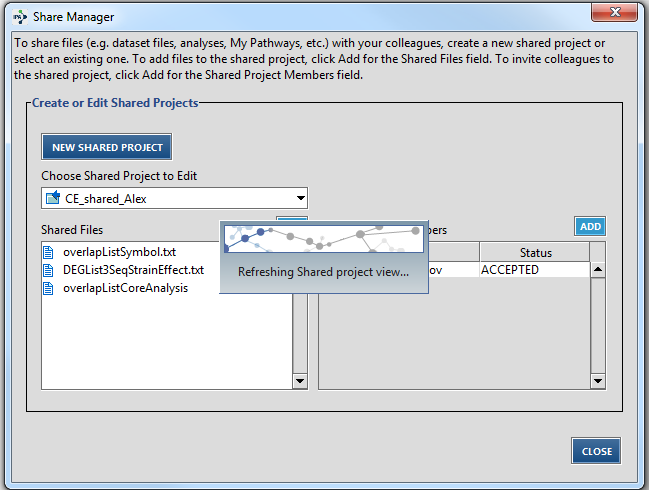 IPA
Share Manager
To share files (e.g. dataset files, analyses, My Pathways, etc.) with your colleagues, create a new shared project or
select an existing one. To add files to the shared project, click Add for the Shared Files field. To invite colleagues to
the shared project, click Add for the Shared Project Members field.
Create or Edit Shared Projects
NEW SHARED PROJECT
Choose Shared Project to Edit
CE_shared_Alex
Shared Files
overlapListSymbol.txt
DEGList3SeqStrainEffect.txt
overlapListCoreAnalysis
Refreshing Shared project view...
bers
ADD
Status
ov ACCEPTED
CLOSE